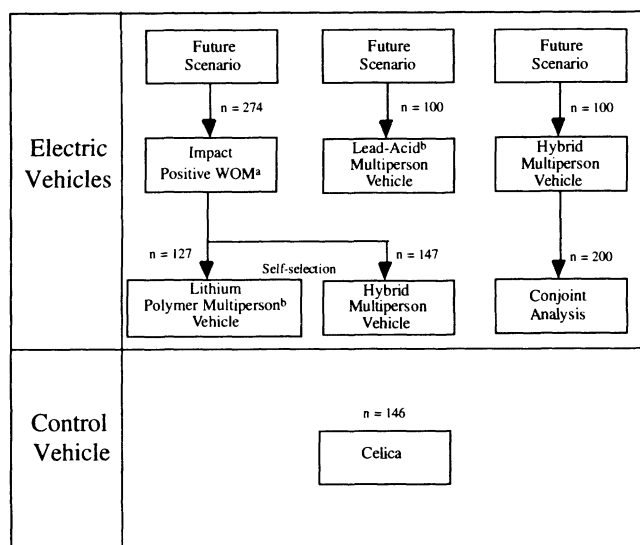 Future
Scenario
Future
Scenario
Future
Scenario
n = 274
n = 100
n = 100
Electric
Vehicles
Impact
Positive WOMᵃ
Lead-Acidᵇ
Multiperson
Vehicle
Hybrid
Multiperson
Vehicle
n = 127
n = 147
n = 200
Self-selection
Lithium
Polymer Multipersonᵇ
Vehicle
Hybrid
Multiperson
Vehicle
Conjoint
Analysis
Control
Vehicle
n = 146
Celica